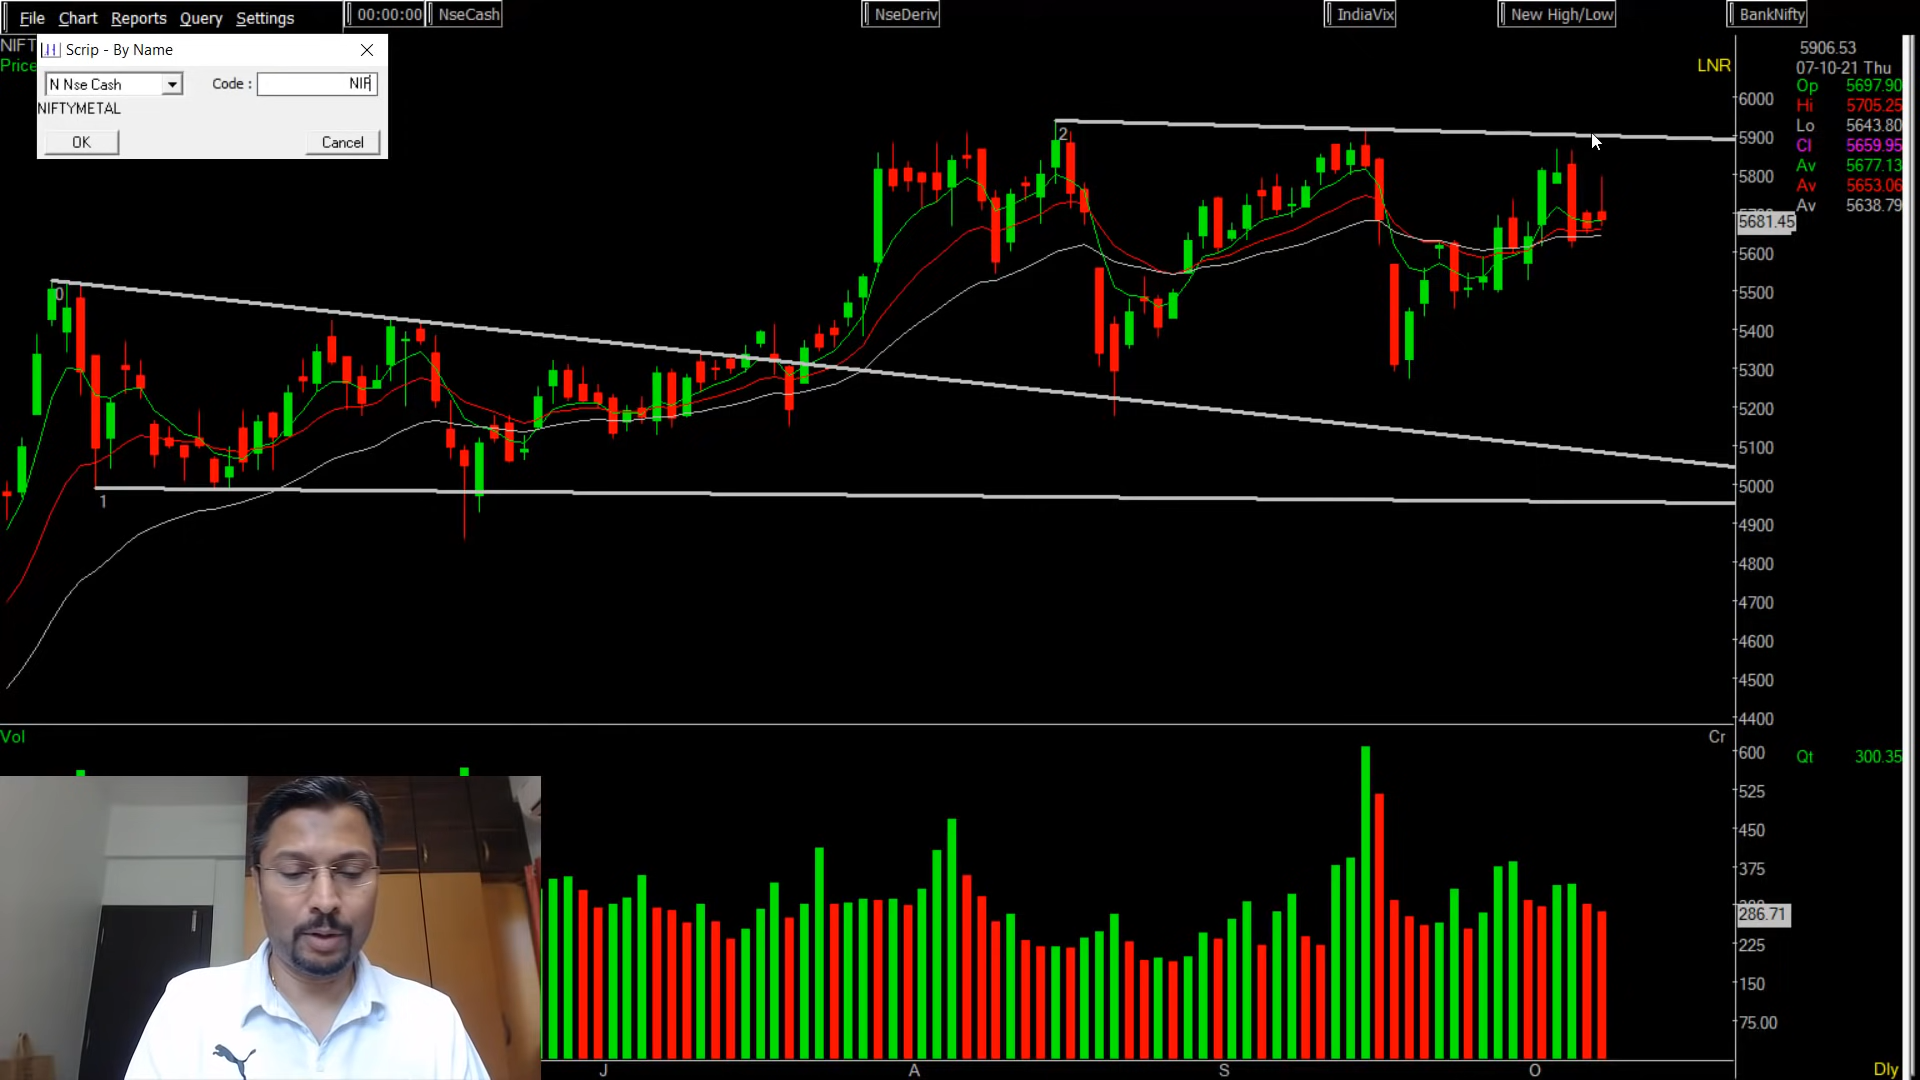 File Chart Reports Query Settings 00:00:00 NseCash NseDeriv IndiaVix New High/Low BankNifty
NIFT
Price
Scrip - By Name
N Nse Cash Code : NIF
NIFTYMETAL
OK Cancel
LNR
5906.53
07-10-21 Thu
Op 5697.90
Hi 5705.25
Lo 5643.80
Cl 5659.95
Av 5677.13
Av 5653.06
Av 5638.79
6000
5900
5800
5681.45
5600
5500
5400
5300
5200
5100
5000
4900
4800
4700
4600
4500
4400
0
1
2
Vol
Cr
Qt 300.35
600
525
450
375
286.71
225
150
75.00
J A S O
Dly